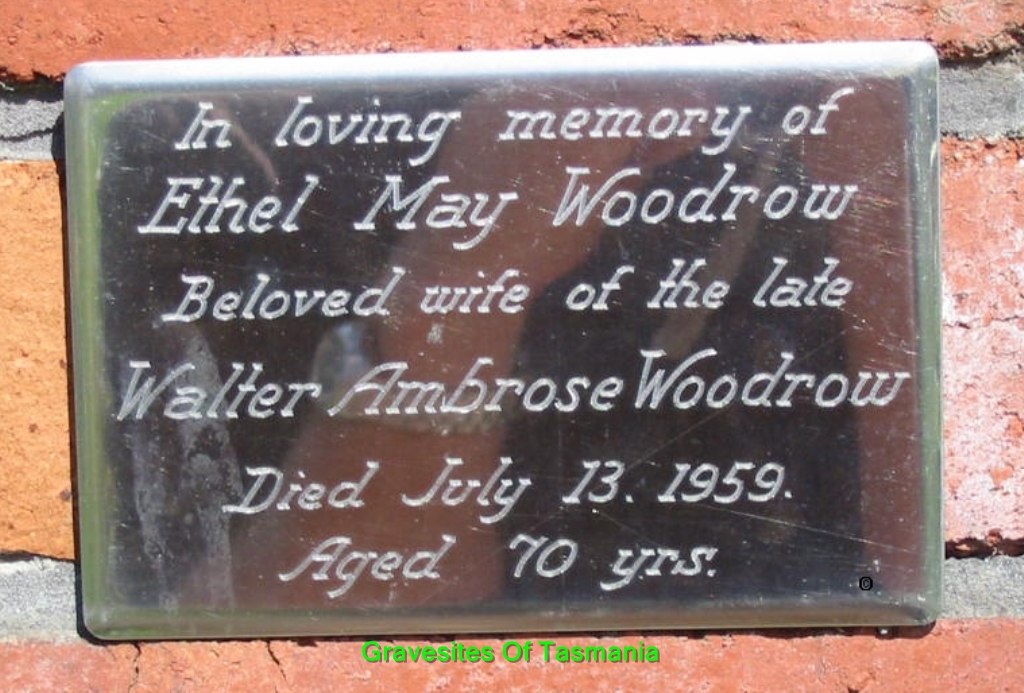 In loving memory of
Ethel May Woodrow
Beloved wife of the late
Walter Ambrose Woodrow
Died July 13. 1959.
Aged 70 yrs.
©
Gravesites Of Tasmania